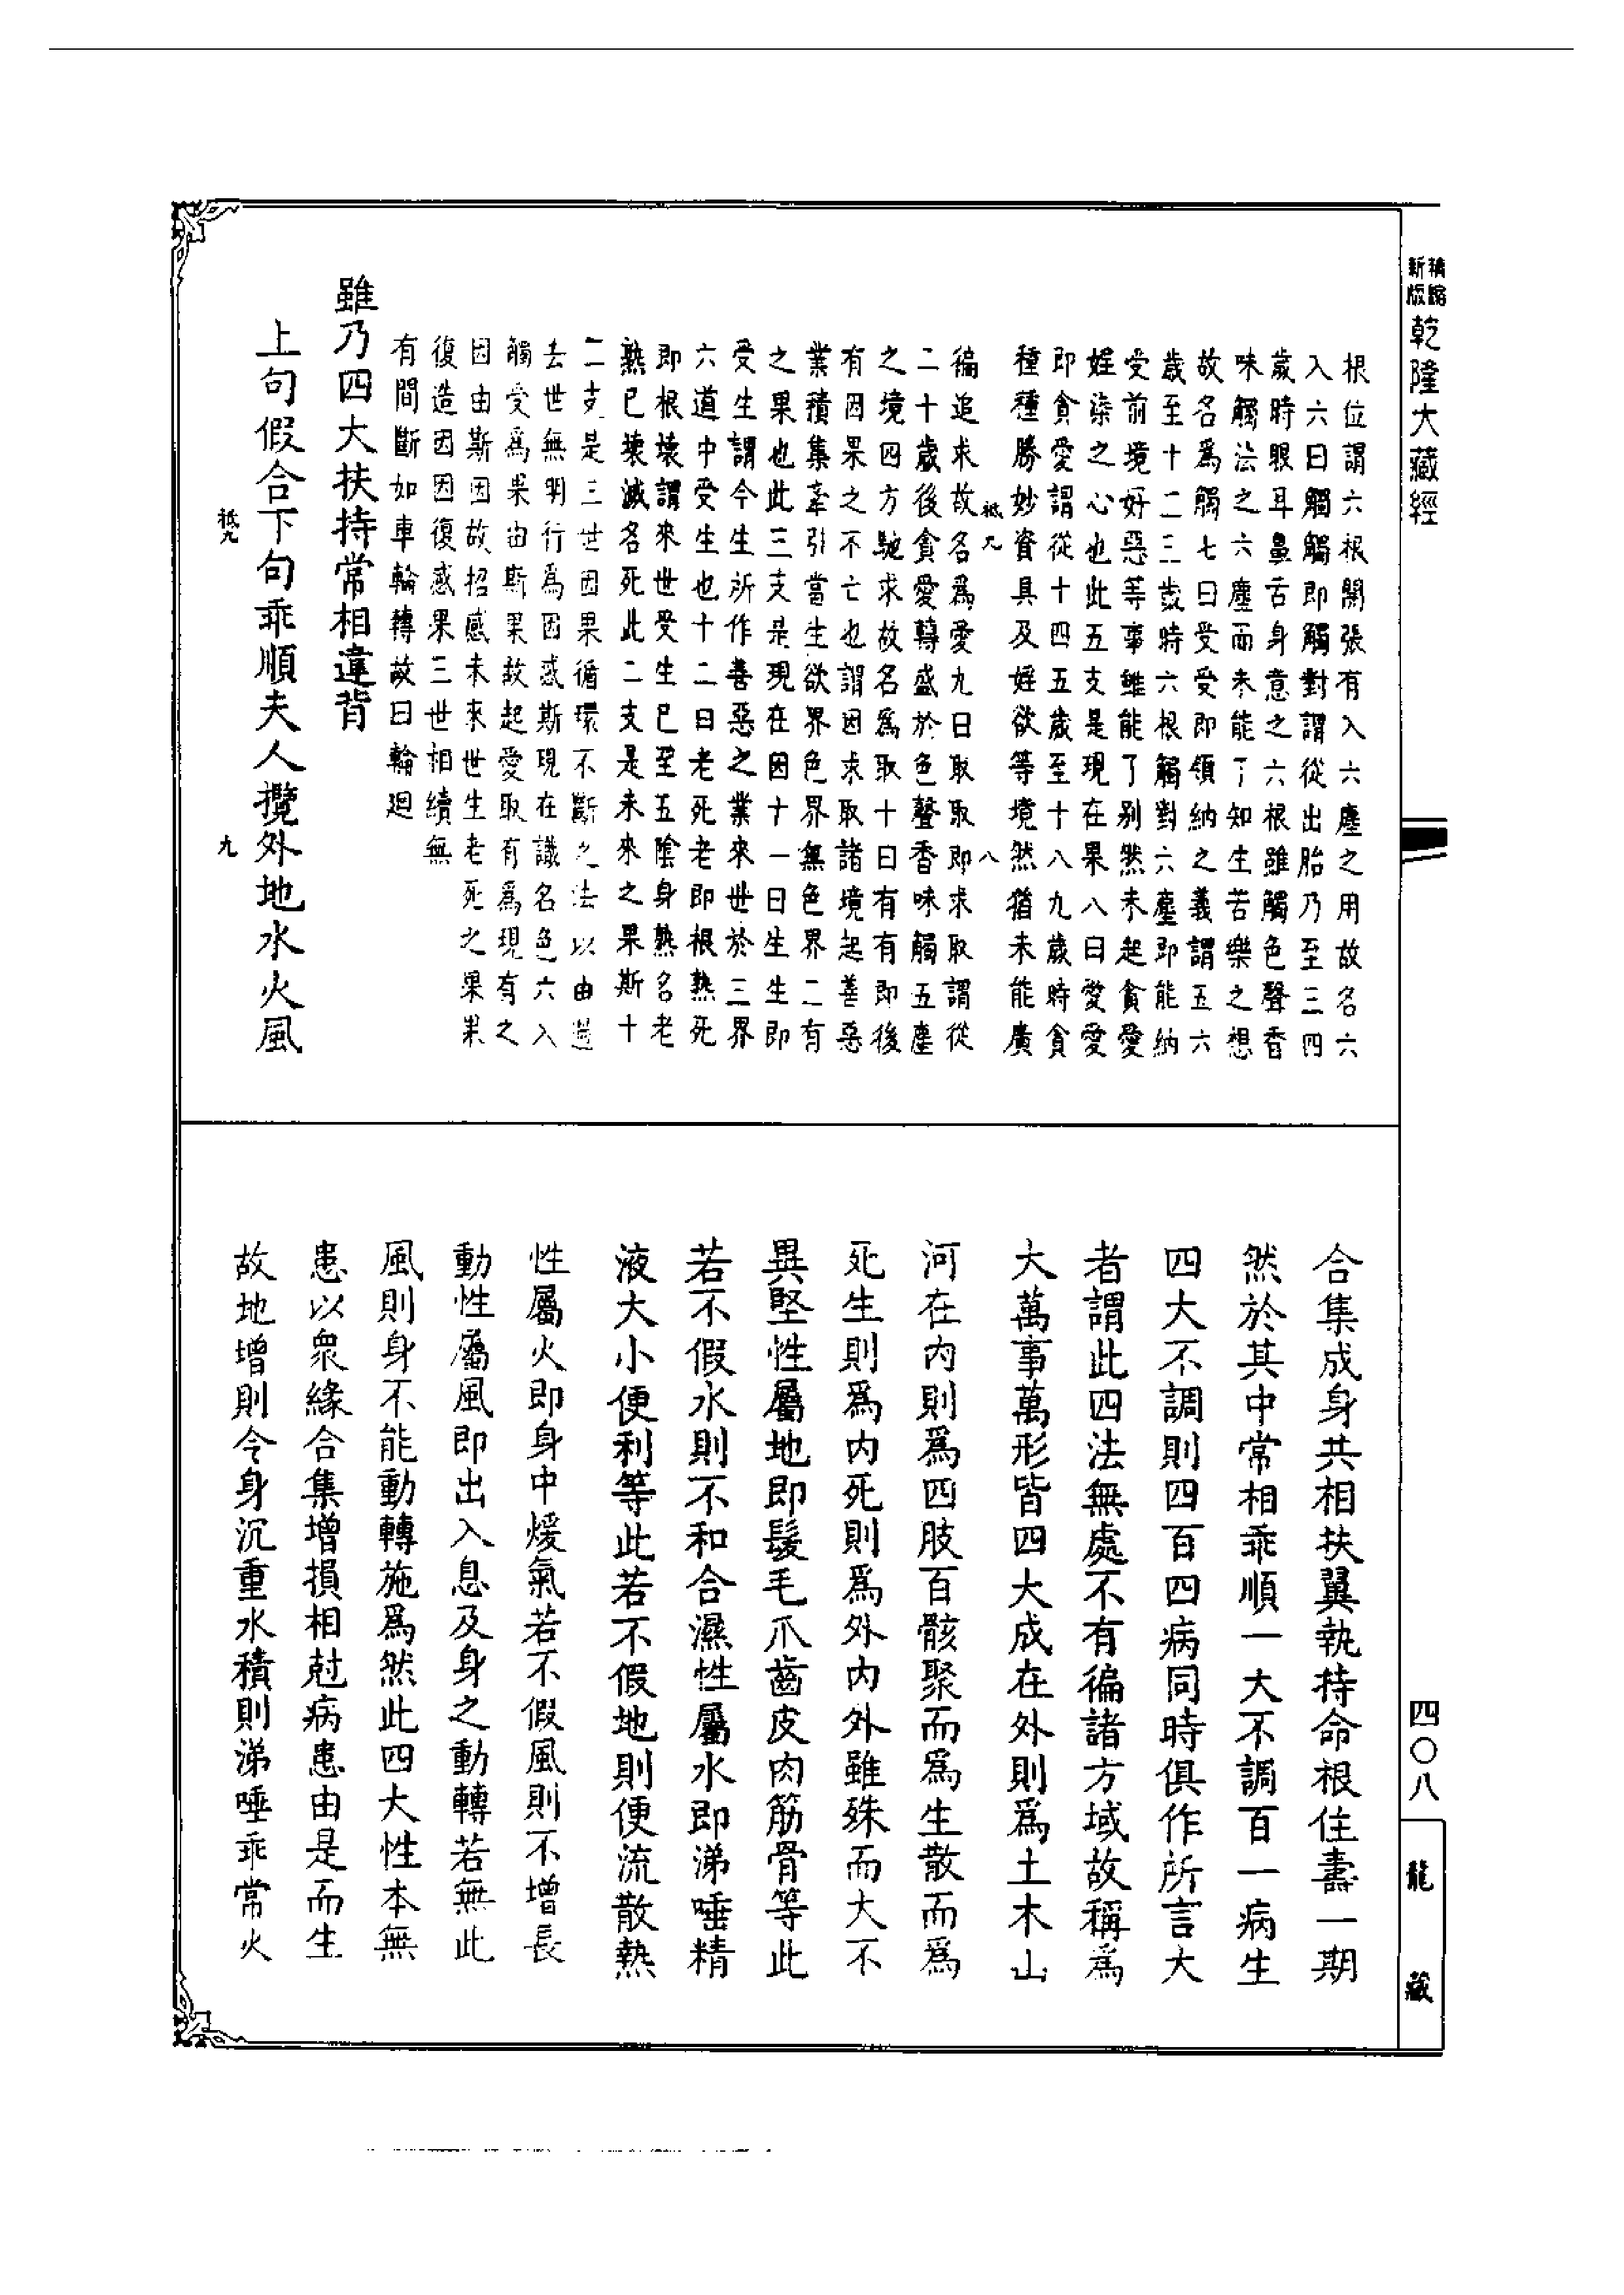 新版精縮
乾隆大藏經
四〇八
龍藏
根位謂六根開張有入六塵之用故名六
入六曰觸觸即觸對謂從出胎乃至三四
歲時眼耳鼻舌身意之六根雖觸色聲香
味觸法之六塵而未能了知生苦樂之想
故名爲觸七曰受受即領納之義謂五六
歲至十二三歲時六根觸對六塵即能納
受前境好惡等事雖能了別然未起貪愛
婬染之心也此五支是現在果八曰愛愛
即貪愛謂從十四五歲至十八九歲時貪
種種勝妙資具及婬欲等境然猶未能廣
祗九 八
徧追求故名爲愛九曰取取即求取謂從
二十歲後貪愛轉盛於色聲香味觸五塵
之境四方馳求故名爲取十曰有有即後
有因果之不亡也謂因求取諸境起善惡
業積集牽引當生欲界色界無色界二有
之果也此三支是現在因十一曰生生即
受生謂今生所作善惡之業來世於三界
六道中受生也十二曰老死老即根熟死
即根壞謂來世受生已至五陰身熟名老
熟已壞滅名死此二支是未來之果斯十
二支是三世因果循環不斷之法以由過
去世無明行為因感斯現在識名色六入
觸受爲果由斯果故起愛取有爲現有之
因由斯因故招感未來世生老死之果果
復造因因復感果三世相續無
有間斷如車輪轉故曰輪廻
雖乃四大扶持常相違背
上句假合下句乖順夫人攬外地水火風
祗九 九
合集成身共相扶翼執持命根住壽一期
然於其中常相乖順一大不調百一病生
四大不調則四百四病同時俱作所言大
者謂此四法無處不有徧諸方域故稱爲
大萬事萬形皆四大成在外則爲土木山
河在内則爲四肢百骸聚而爲生散而爲
死生則爲内死則爲外内外雖殊而大不
異堅性屬地即髮毛爪齒皮肉筋骨等此
若不假水則不和合濕性屬水即涕唾精
液大小便利等此若不假地則便流散熱
性屬火即身中煖氣若不假風則不增長
動性屬風即出入息及身之動轉若無此
風則身不能動轉施爲然此四大性本無
患以衆緣合集增損相尅病患由是而生
故地增則令身沉重水積則涕唾乖常火